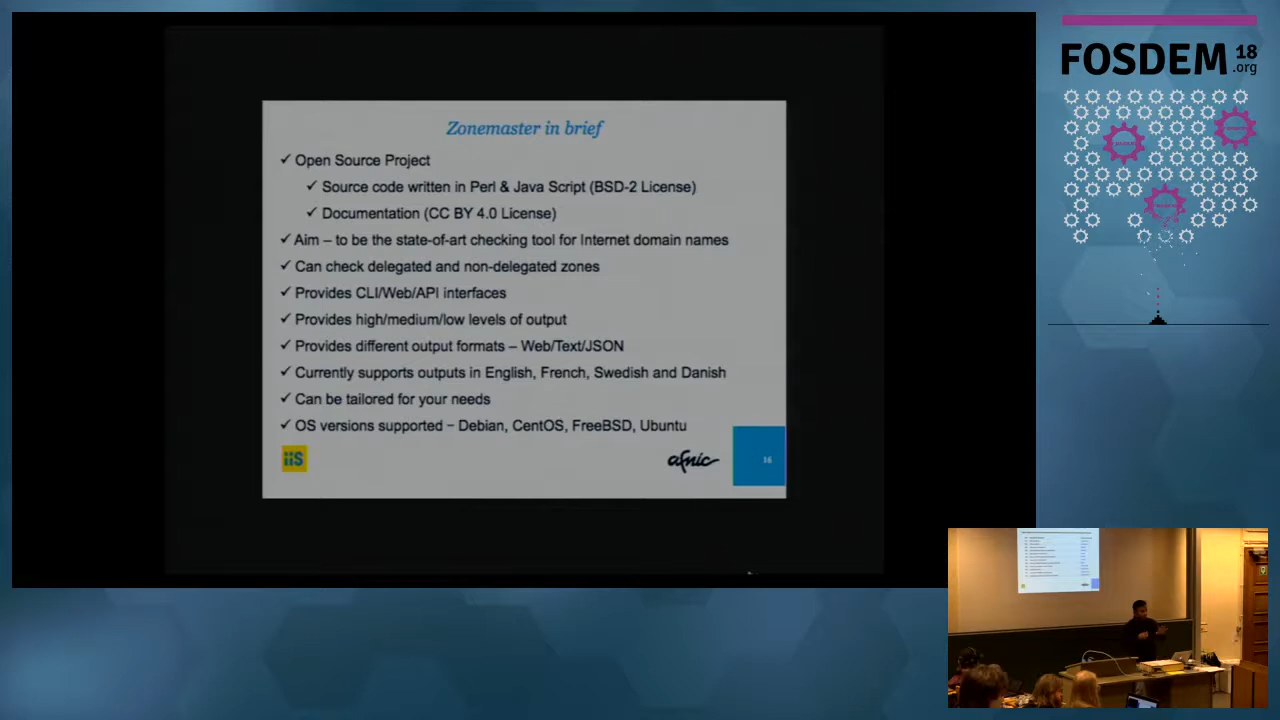 Zonemaster in brief
✓ Open Source Project
✓ Source code written in Perl & Java Script (BSD-2 License)
✓ Documentation (CC BY 4.0 License)
✓ Aim – to be the state-of-art checking tool for Internet domain names
✓ Can check delegated and non-delegated zones
✓ Provides CLI/Web/API interfaces
✓ Provides high/medium/low levels of output
✓ Provides different output formats – Web/Text/JSON
✓ Currently supports outputs in English, French, Swedish and Danish
✓ Can be tailored for your needs
✓ OS versions supported – Debian, CentOS, FreeBSD, Ubuntu
iiS
afnic
16
FOSDEM 18
.org